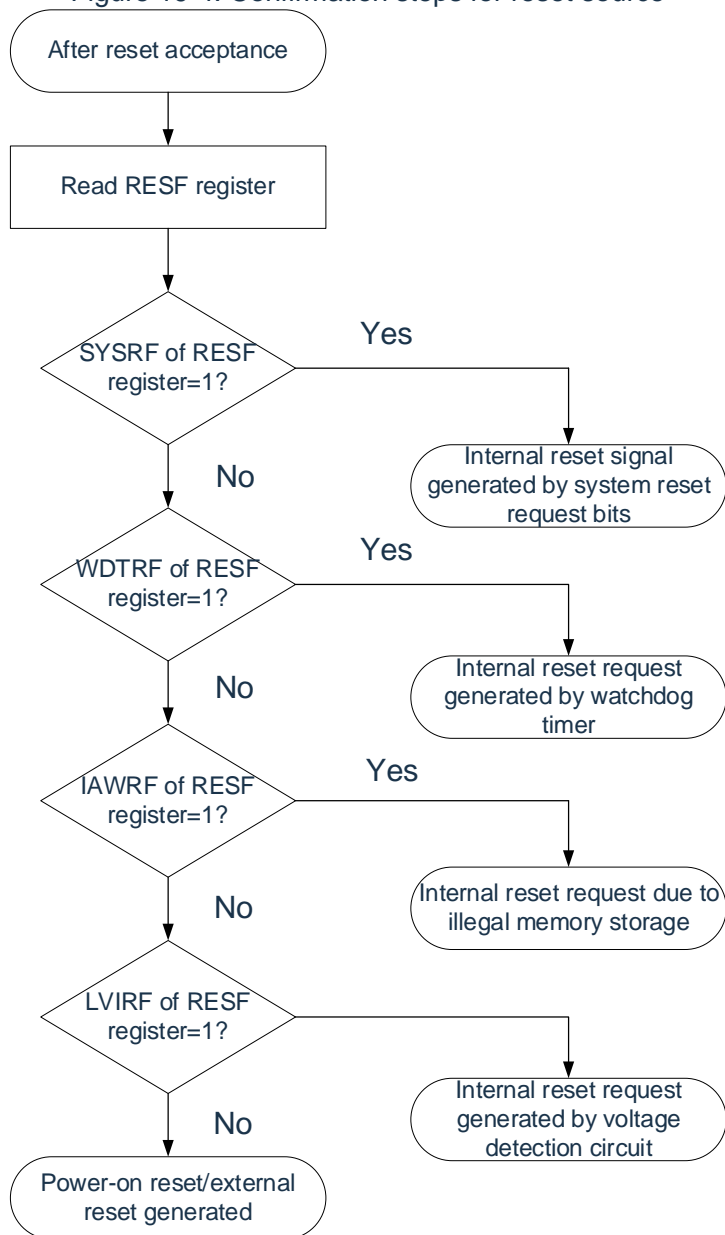 After reset acceptance
Read RESF register
SYSRF of RESF
register=1?
Yes
Internal reset signal
generated by system reset
request bits
No
WDTRF of RESF
register=1?
Yes
Internal reset request
generated by watchdog
timer
No
IAWRF of RESF
register=1?
Yes
Internal reset request due to
illegal memory storage
No
LVIRF of RESF
register=1?
Internal reset request
generated by voltage
detection circuit
No
Power-on reset/external
reset generated